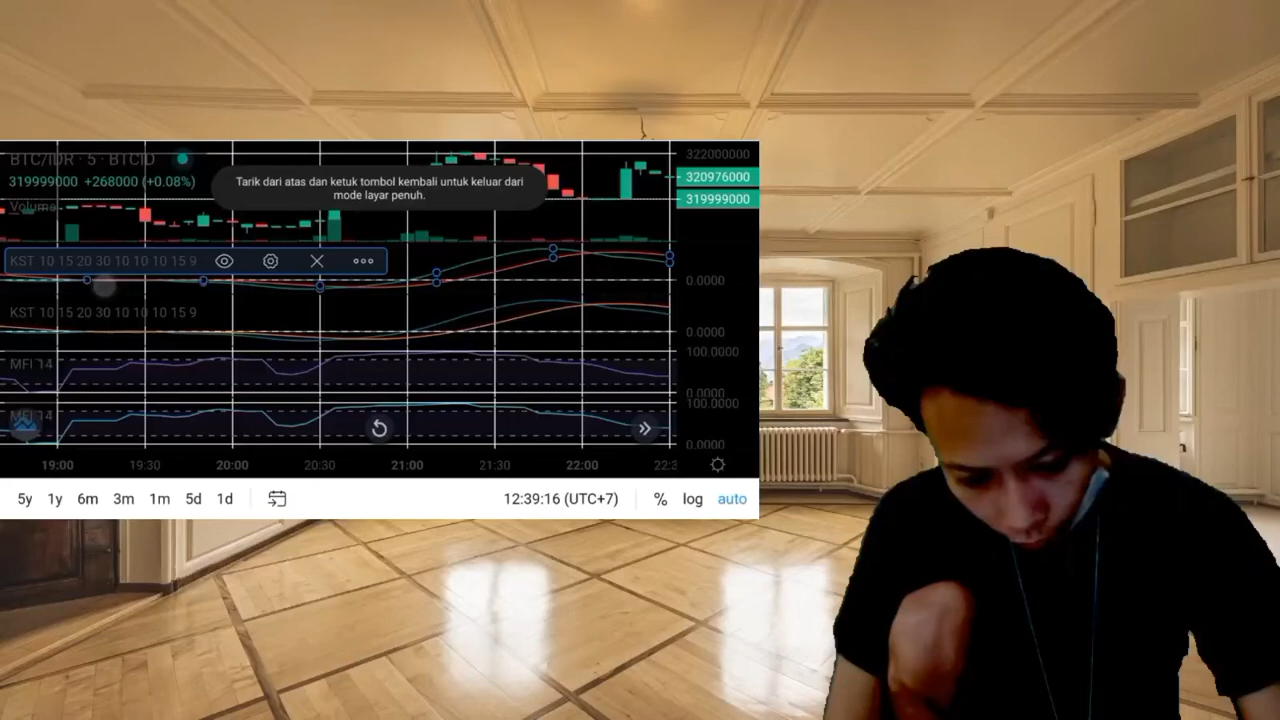 BTC/IDR · 5 · BTCID
319999000 +268000 (+0.08%)
Volume
Tarik dari atas dan ketuk tombol kembali untuk keluar dari
mode layar penuh.
322000000
320976000
319999000
KST 10 15 20 30 10 10 10 15 9
0.0000
KST 10 15 20 30 10 10 10 15 9
0.0000
MFI 14
100.0000
0.0000
MFI 14
100.0000
0.0000
19:00 19:30 20:00 20:30 21:00 21:30 22:00
5y 1y 6m 3m 1m 5d 1d 12:39:16 (UTC+7) % log auto